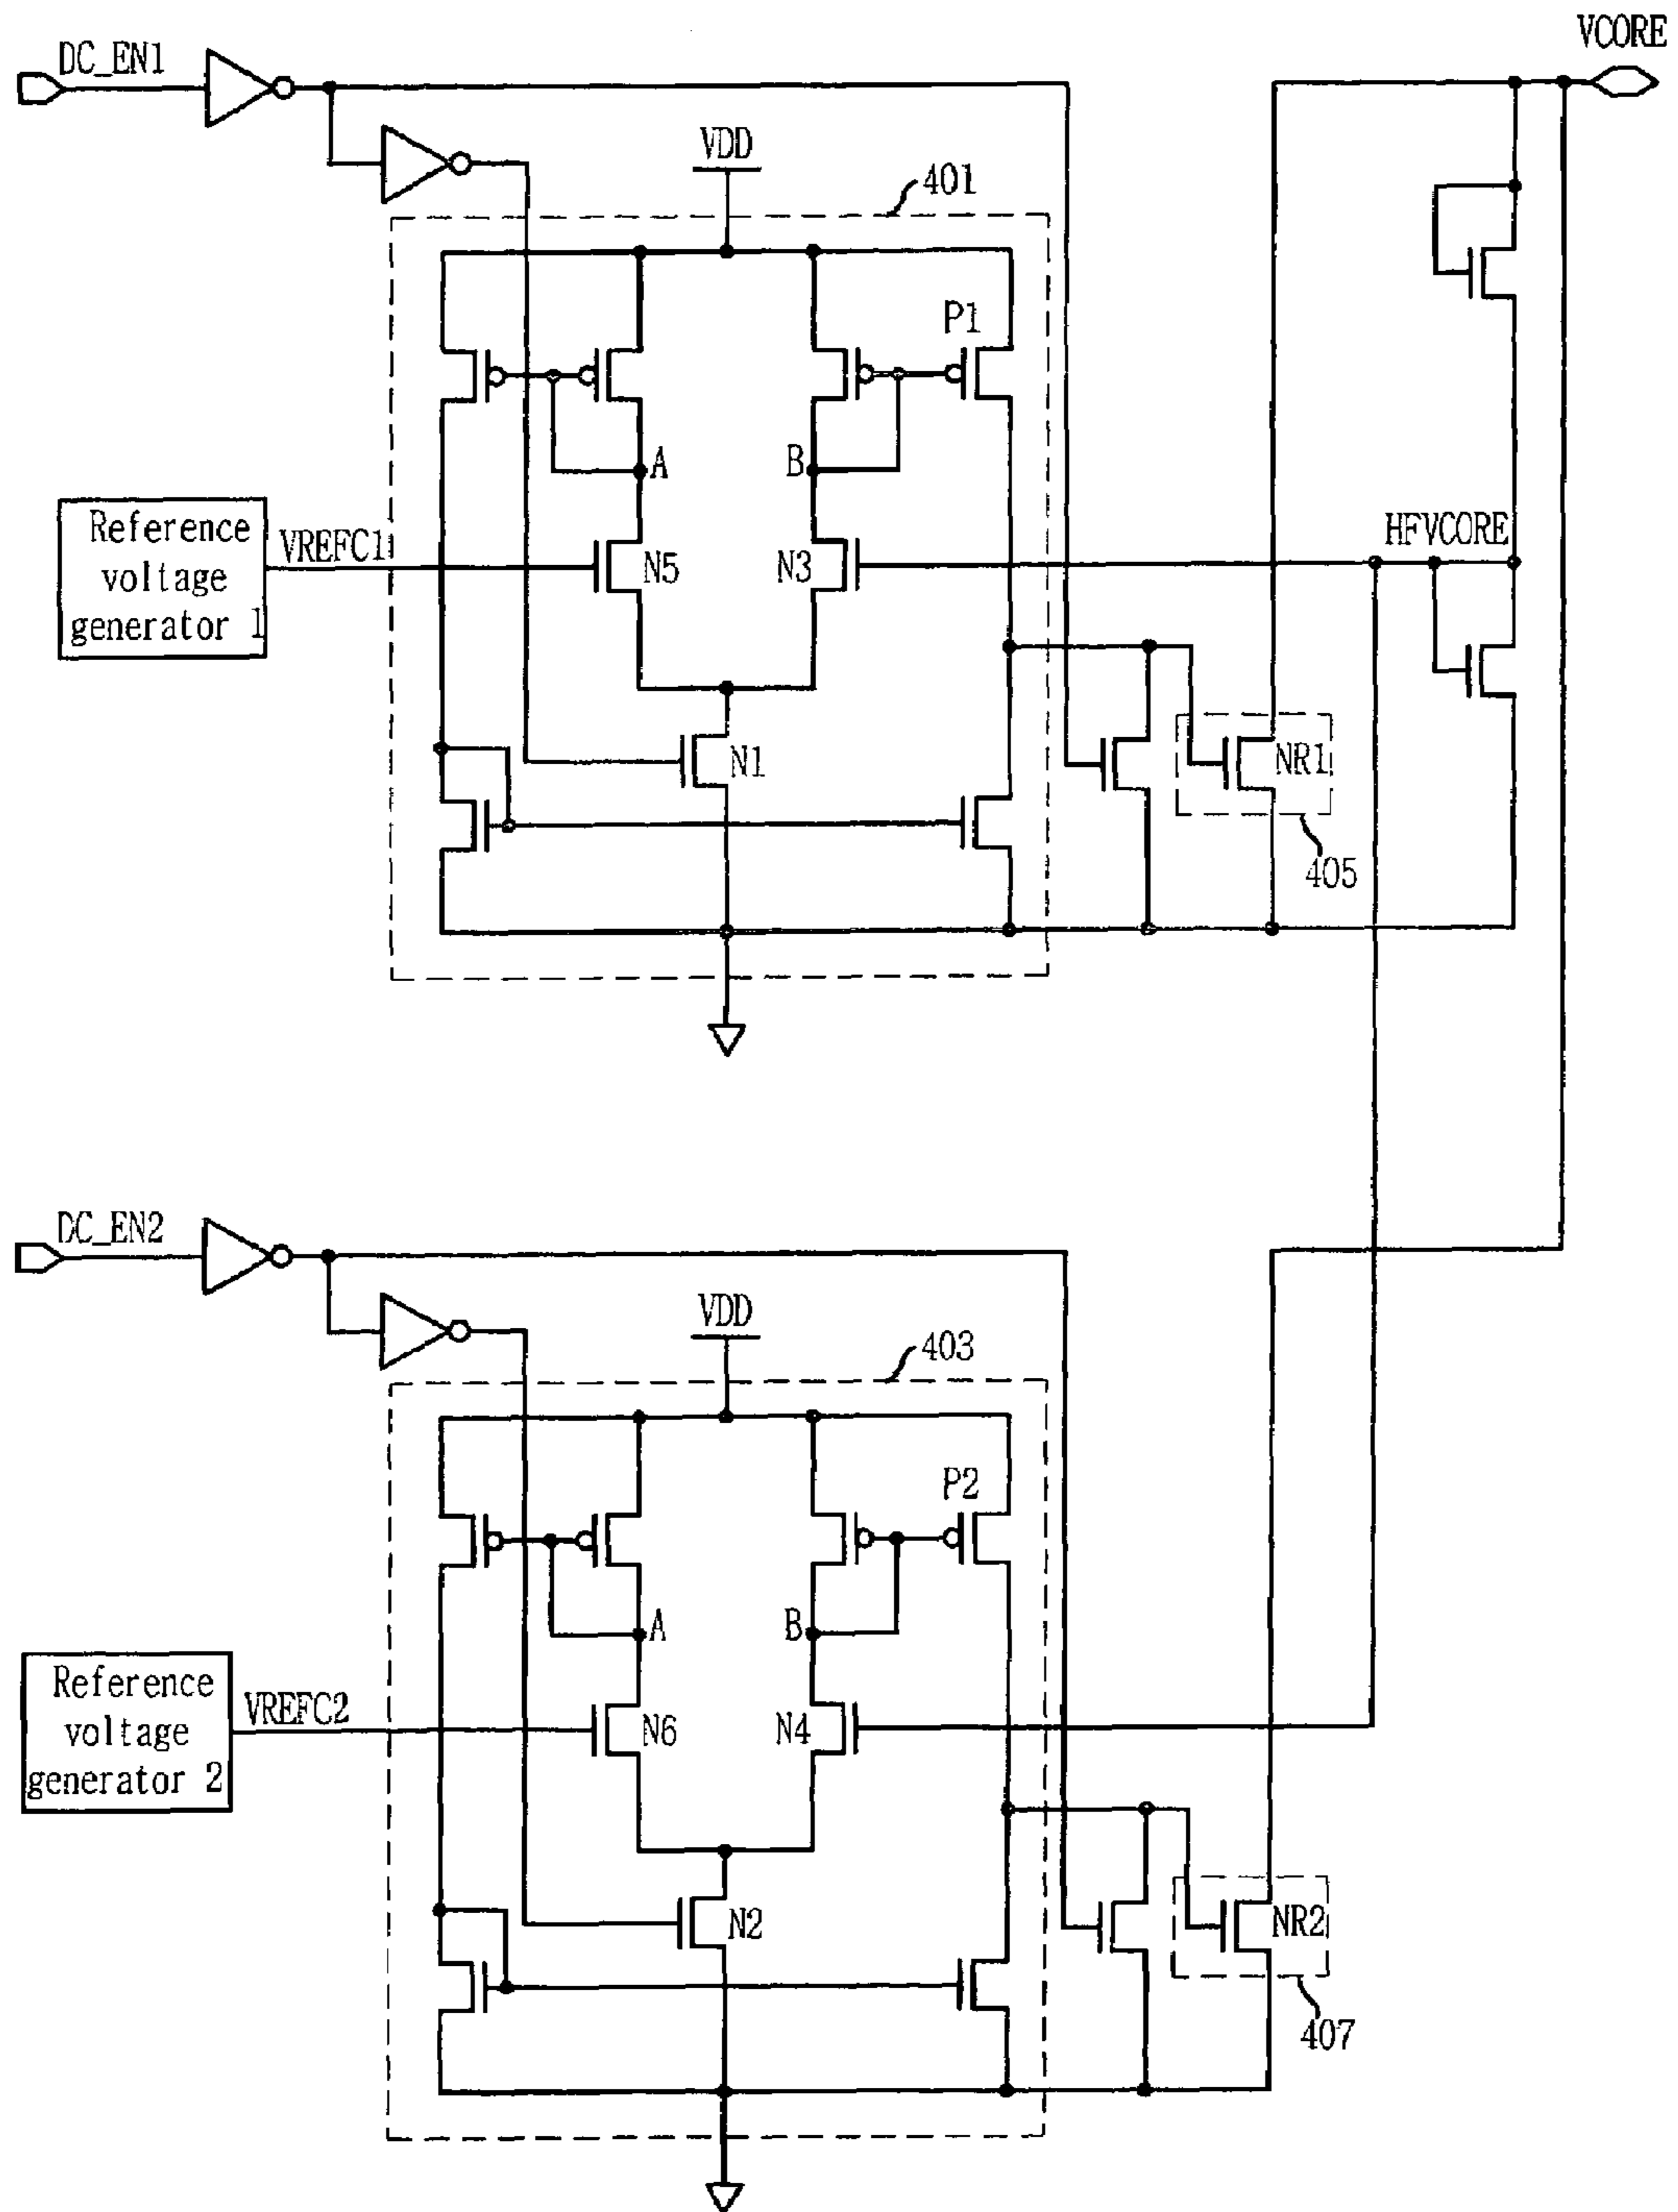 VCORE
DC_EN1
VDD
401
P1
A
B
HFVCORE
Reference
voltage
generator 1
VREFC1
N5
N3
N1
NR1
405
DC_EN2
VDD
403
P2
A
B
Reference
voltage
generator 2
VREFC2
N6
N4
N2
NR2
407